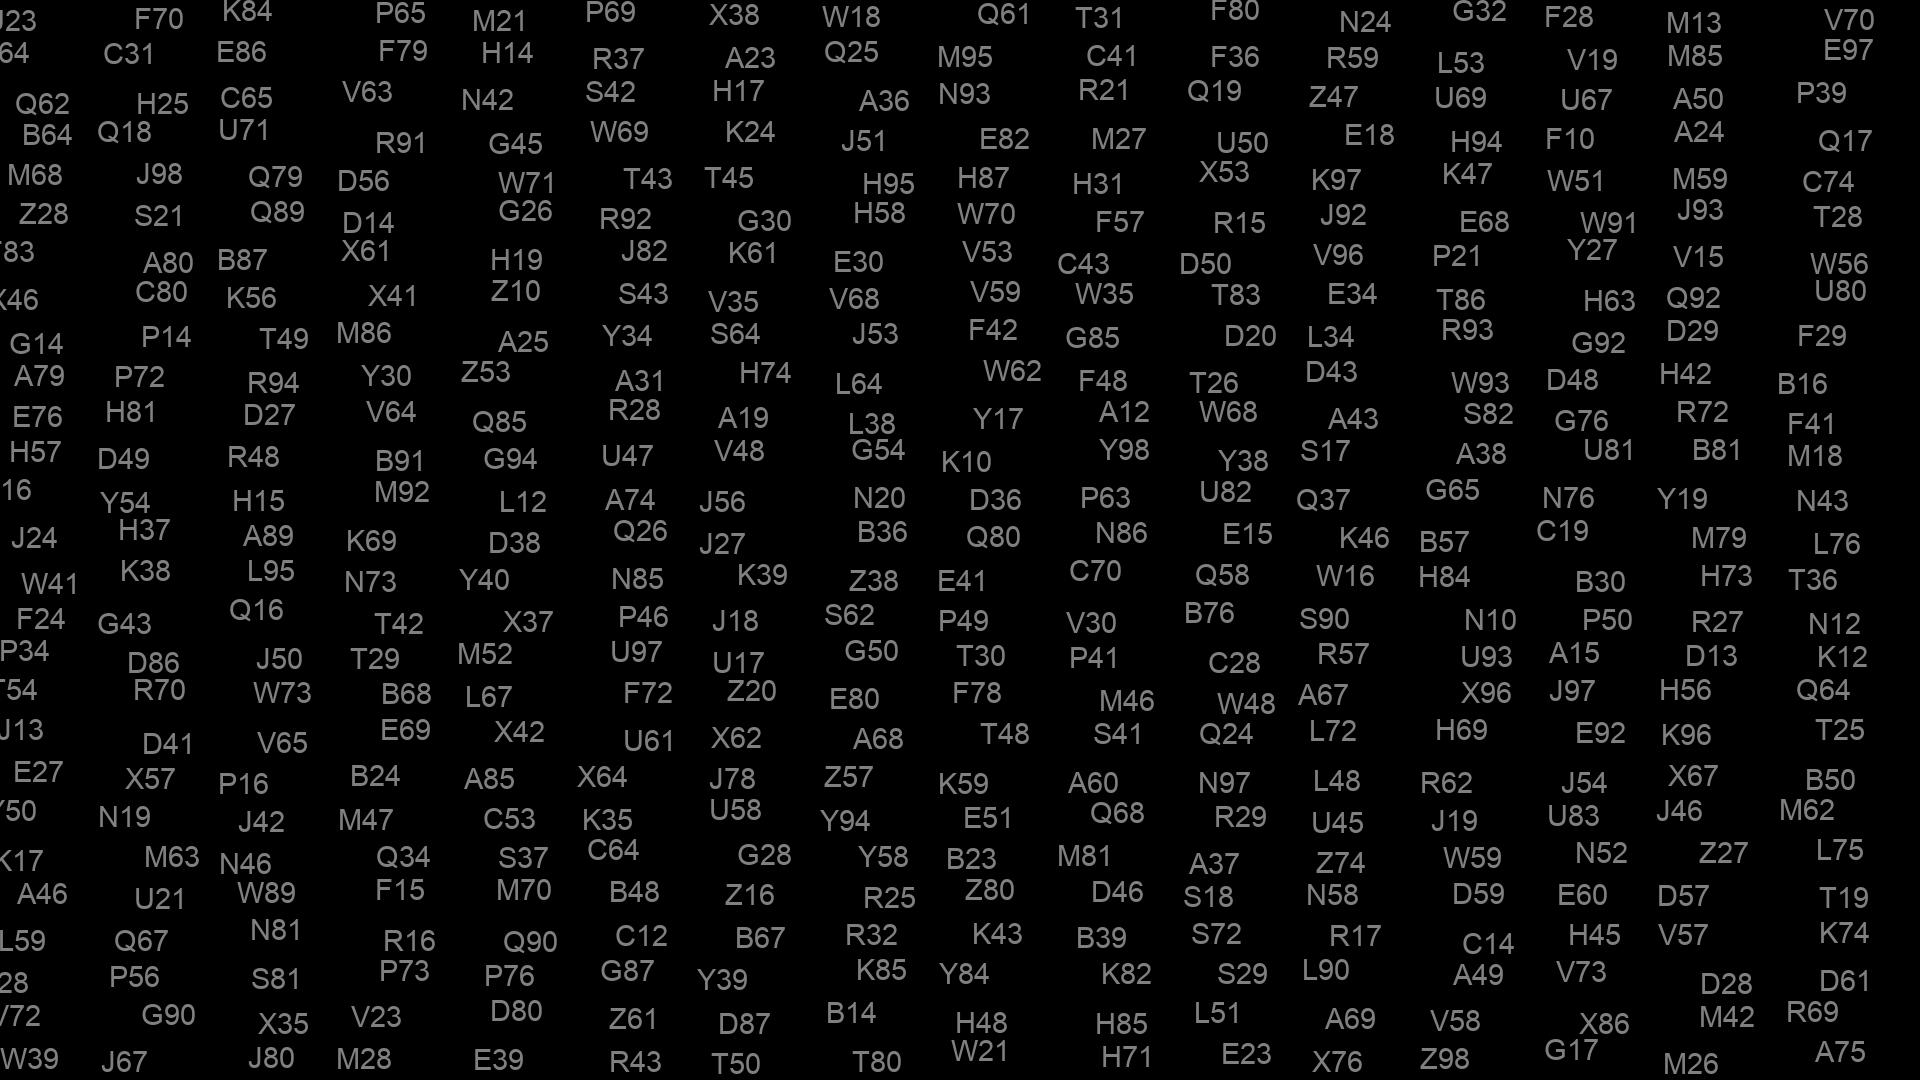 J23 F70 K84 P65 M21 P69 X38 W18 Q61 T31 F80 N24 G32 F28 M13 V70
64 C31 E86 F79 H14 R37 A23 Q25 M95 C41 F36 R59 L53 V19 M85 E97
Q62 H25 C65 V63 N42 S42 H17 A36 N93 R21 Q19 Z47 U69 U67 A50 P39
B64 Q18 U71 R91 G45 W69 K24 J51 E82 M27 U50 E18 H94 F10 A24 Q17
M68 J98 Q79 D56 W71 T43 T45 H95 H87 H31 X53 K97 K47 W51 M59 C74
Z28 S21 Q89 D14 G26 R92 G30 H58 W70 F57 R15 J92 E68 W91 J93 T28
83 A80 B87 X61 H19 J82 K61 E30 V53 C43 D50 V96 P21 Y27 V15 W56
46 C80 K56 X41 Z10 S43 V35 V68 V59 W35 T83 E34 T86 H63 Q92 U80
G14 P14 T49 M86 A25 Y34 S64 J53 F42 G85 D20 L34 R93 G92 D29 F29
A79 P72 R94 Y30 Z53 A31 H74 L64 W62 F48 T26 D43 W93 D48 H42 B16
E76 H81 D27 V64 Q85 R28 A19 L38 Y17 A12 W68 A43 S82 G76 R72 F41
H57 D49 R48 B91 G94 U47 V48 G54 K10 Y98 Y38 S17 A38 U81 B81 M18
16 Y54 H15 M92 L12 A74 J56 N20 D36 P63 U82 Q37 G65 N76 Y19 N43
J24 H37 A89 K69 D38 Q26 J27 B36 Q80 N86 E15 K46 B57 C19 M79 L76
W41 K38 L95 N73 Y40 N85 K39 Z38 E41 C70 Q58 W16 H84 B30 H73 T36
F24 G43 Q16 T42 X37 P46 J18 S62 P49 V30 B76 S90 N10 P50 R27 N12
P34 D86 J50 T29 M52 U97 U17 G50 T30 P41 C28 R57 U93 A15 D13 K12
54 R70 W73 B68 L67 F72 Z20 E80 F78 M46 W48 A67 X96 J97 H56 Q64
J13 D41 V65 E69 X42 U61 X62 A68 T48 S41 Q24 L72 H69 E92 K96 T25
E27 X57 P16 B24 A85 X64 J78 Z57 K59 A60 N97 L48 R62 J54 X67 B50
50 N19 J42 M47 C53 K35 U58 Y94 E51 Q68 R29 U45 J19 U83 J46 M62
K17 M63 N46 Q34 S37 C64 G28 Y58 B23 M81 A37 Z74 W59 N52 Z27 L75
A46 U21 W89 F15 M70 B48 Z16 R25 Z80 D46 S18 N58 D59 E60 D57 T19
L59 Q67 N81 R16 Q90 C12 B67 R32 K43 B39 S72 R17 C14 H45 V57 K74
28 P56 S81 P73 P76 G87 Y39 K85 Y84 K82 S29 L90 A49 V73 D28 D61
V72 G90 X35 V23 D80 Z61 D87 B14 H48 H85 L51 A69 V58 X86 M42 R69
W39 J67 J80 M28 E39 R43 T50 T80 W21 H71 E23 X76 Z98 G17 M26 A75